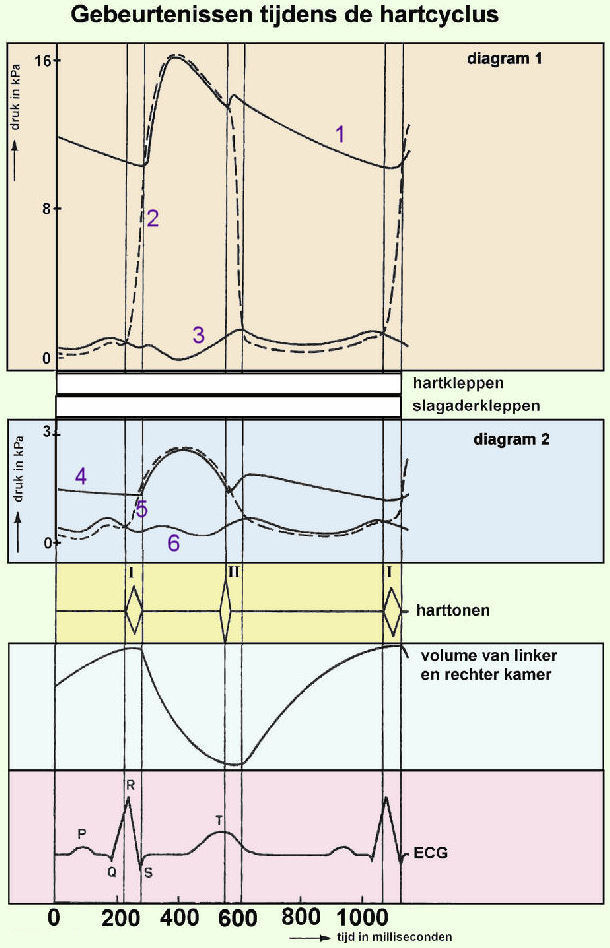 Gebeurtenissen tijdens de hartcyclus
diagram 1
druk in kPa
16
8
0
1
2
3
hartkleppen
slagaderkleppen
diagram 2
druk in kPa
3
0
4
5
6
I
II
I
harttonen
volume van linker
en rechter kamer
P
Q
R
S
T
ECG
0 200 400 600 800 1000
tijd in milliseconden